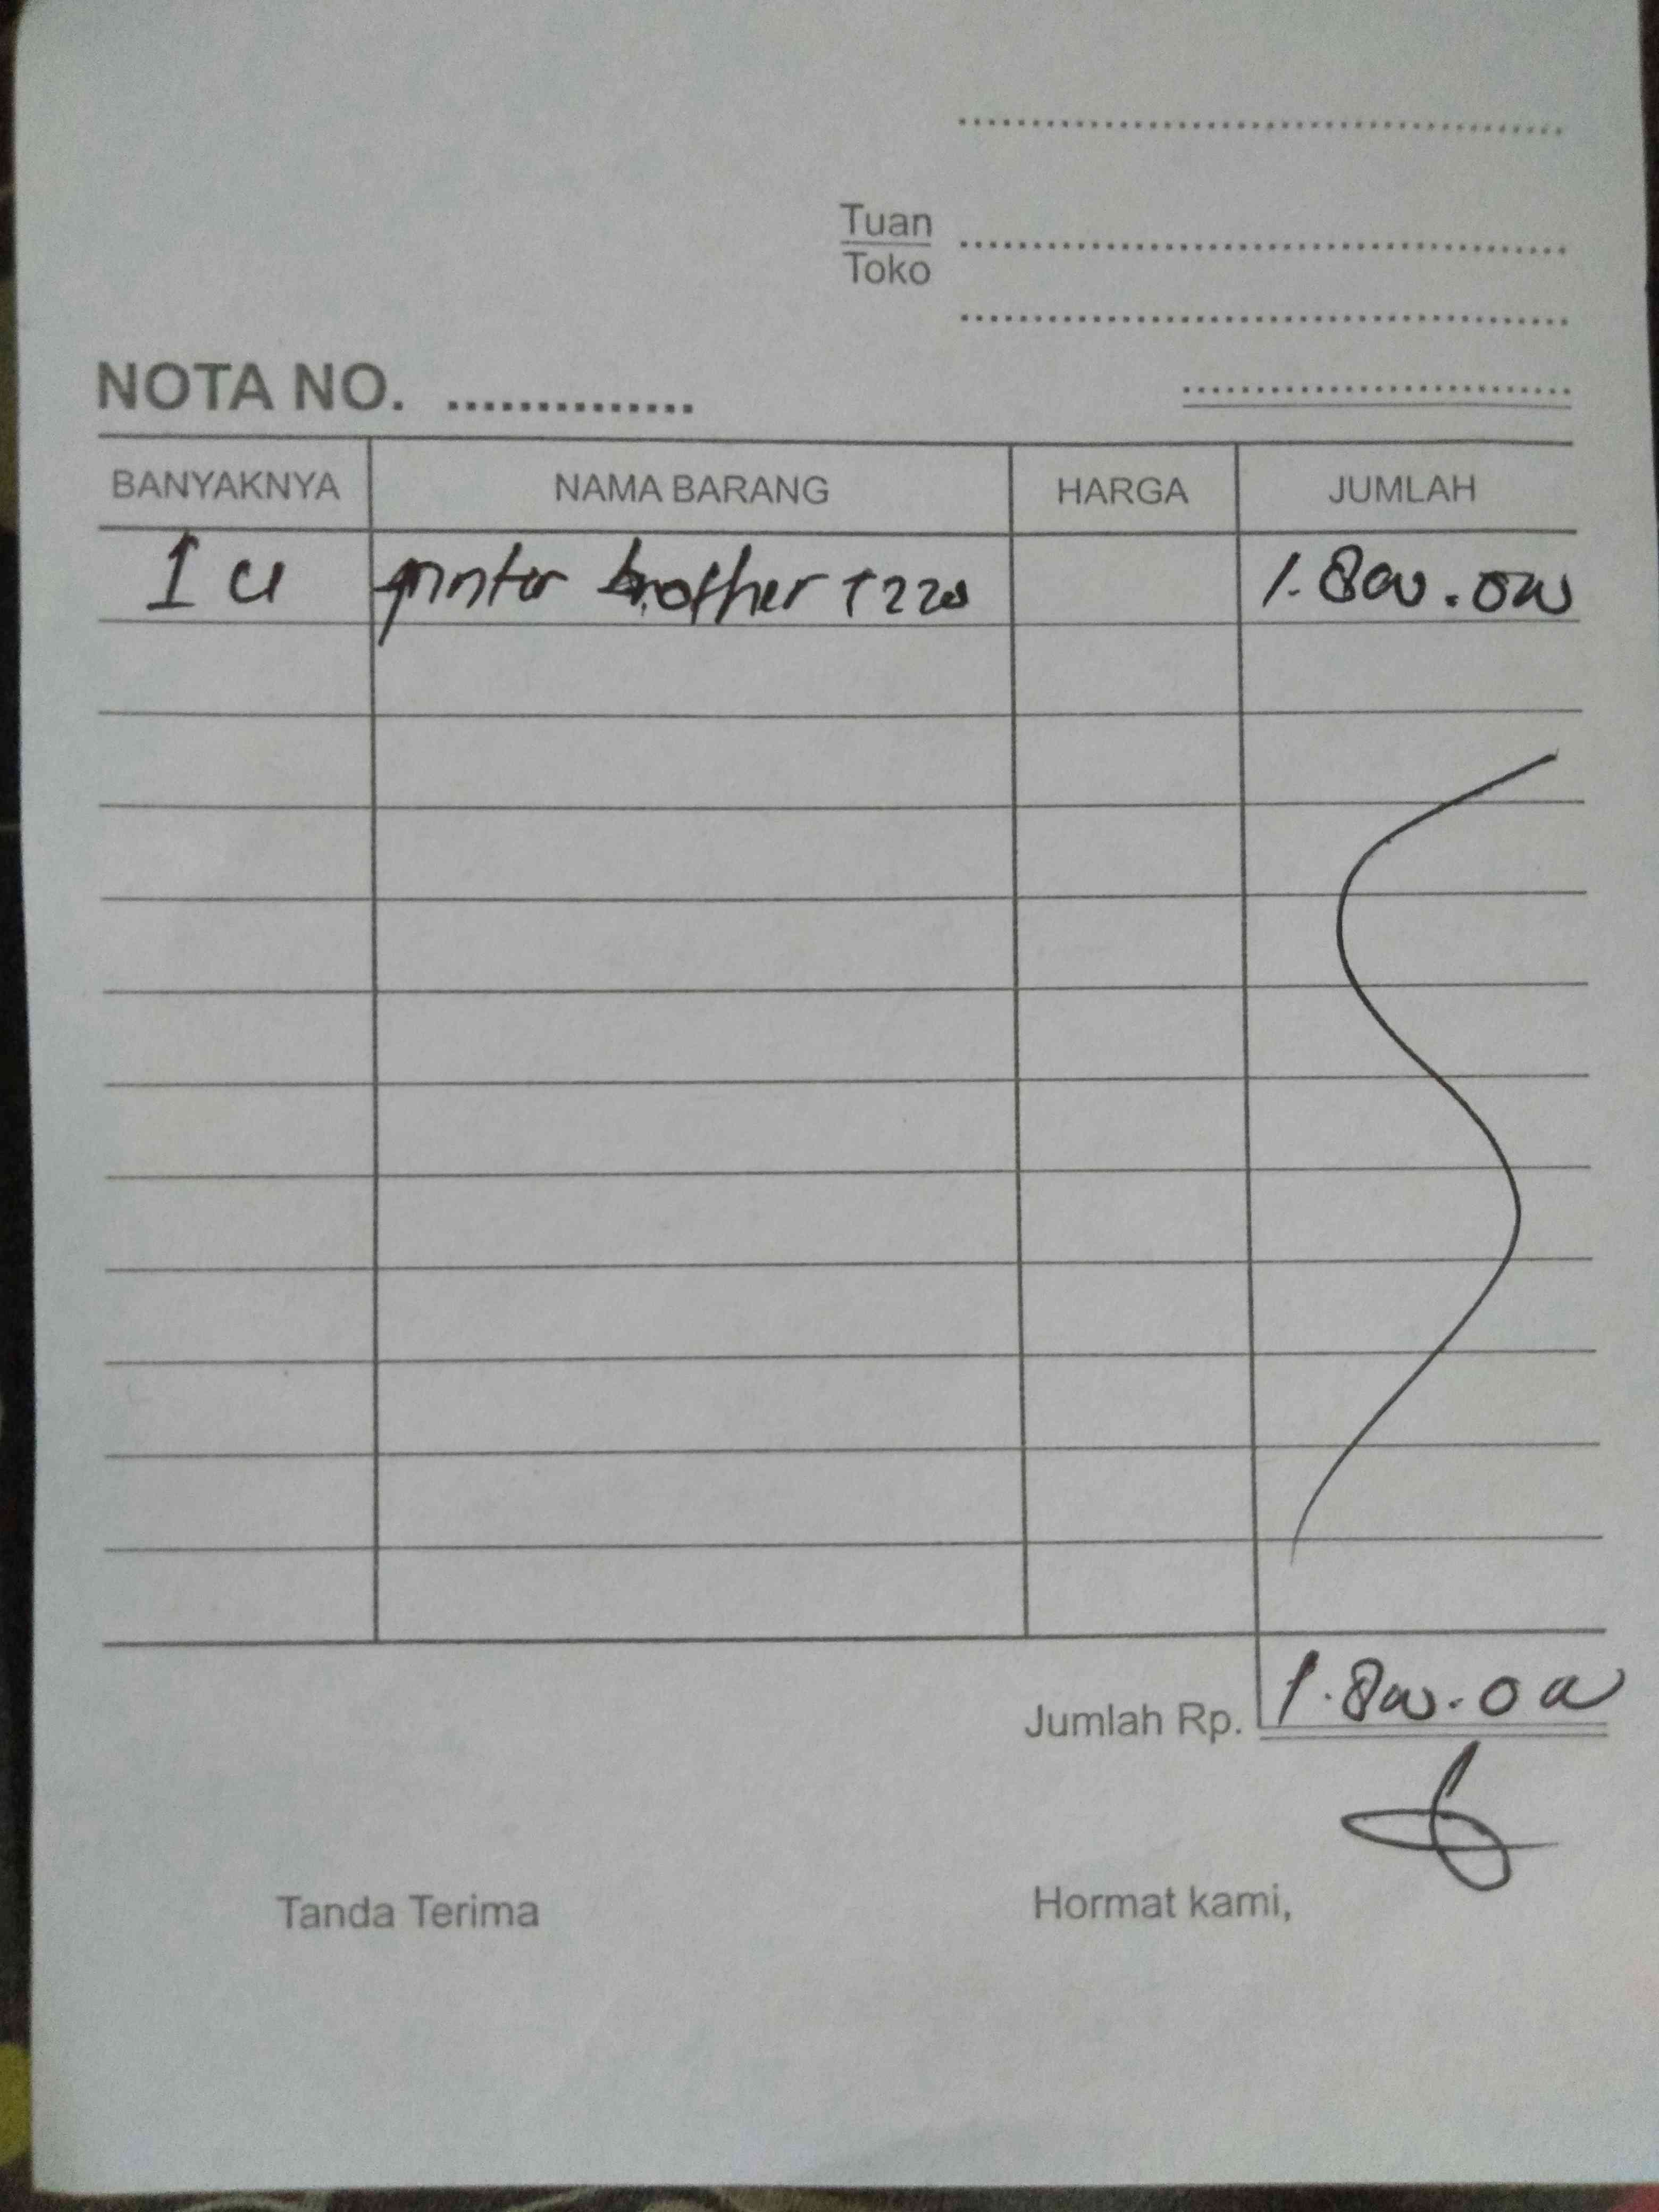 Tuan
Toko
NOTA NO. ..............
BANYAKNYA NAMA BARANG HARGA JUMLAH
1 u printer brother T220 1.800.000
Jumlah Rp. 1.800.000
Tanda Terima Hormat kami,